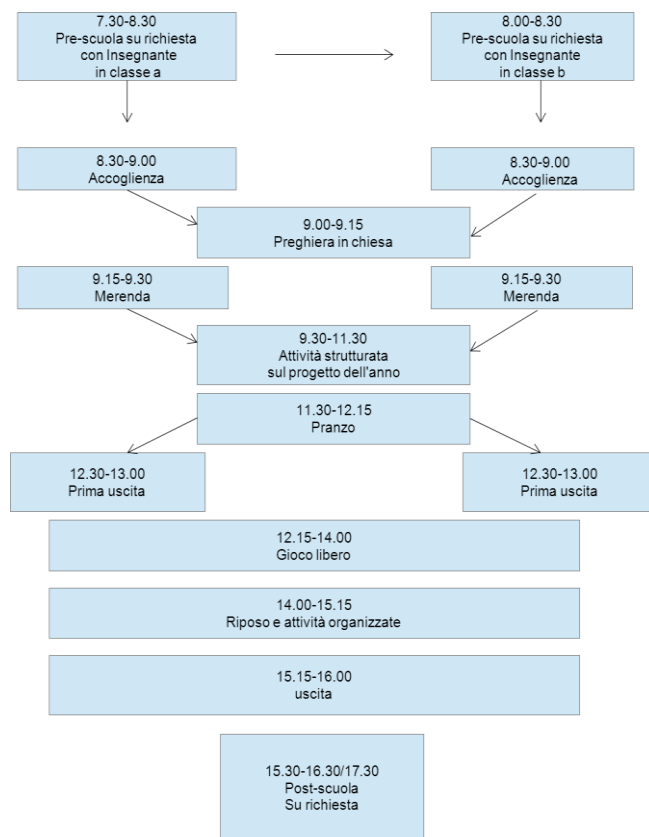 7.30-8.30
Pre-scuola su richiesta
con Insegnante
in classe a
8.00-8.30
Pre-scuola su richiesta
con Insegnante
in classe b
8.30-9.00
Accoglienza
8.30-9.00
Accoglienza
9.00-9.15
Preghiera in chiesa
9.15-9.30
Merenda
9.15-9.30
Merenda
9.30-11.30
Attività strutturata
sul progetto dell'anno
11.30-12.15
Pranzo
12.30-13.00
Prima uscita
12.30-13.00
Prima uscita
12.15-14.00
Gioco libero
14.00-15.15
Riposo e attività organizzate
15.15-16.00
uscita
15.30-16.30/17.30
Post-scuola
Su richiesta